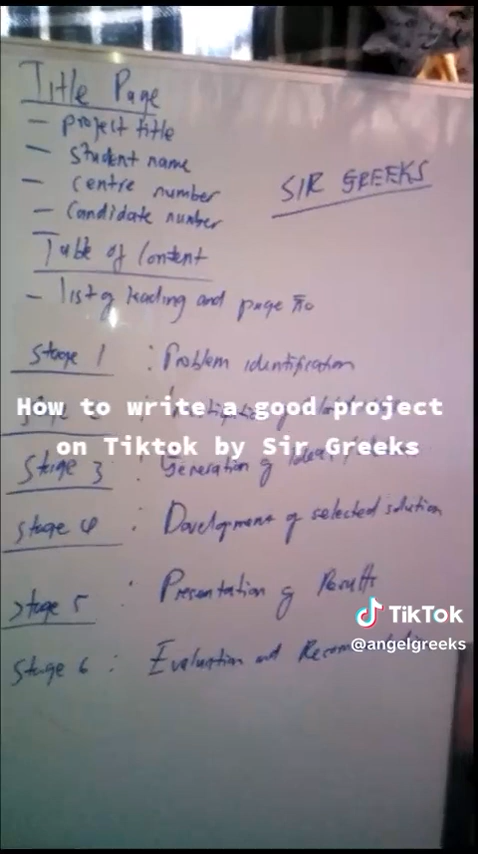 Title Page
- project title
- Student name
- Centre number
- Candidate number
SIR GREEKS
Table of Content
- list of heading and page no
Stage 1 : Problem identification
How to write a good project
on Tiktok by Sir Greeks
Stage 3 : Generation of
Stage 4 : Development of selected solution
Stage 5 : Presentation of Results
TikTok
@angelgreeks
Stage 6 : Evaluation and